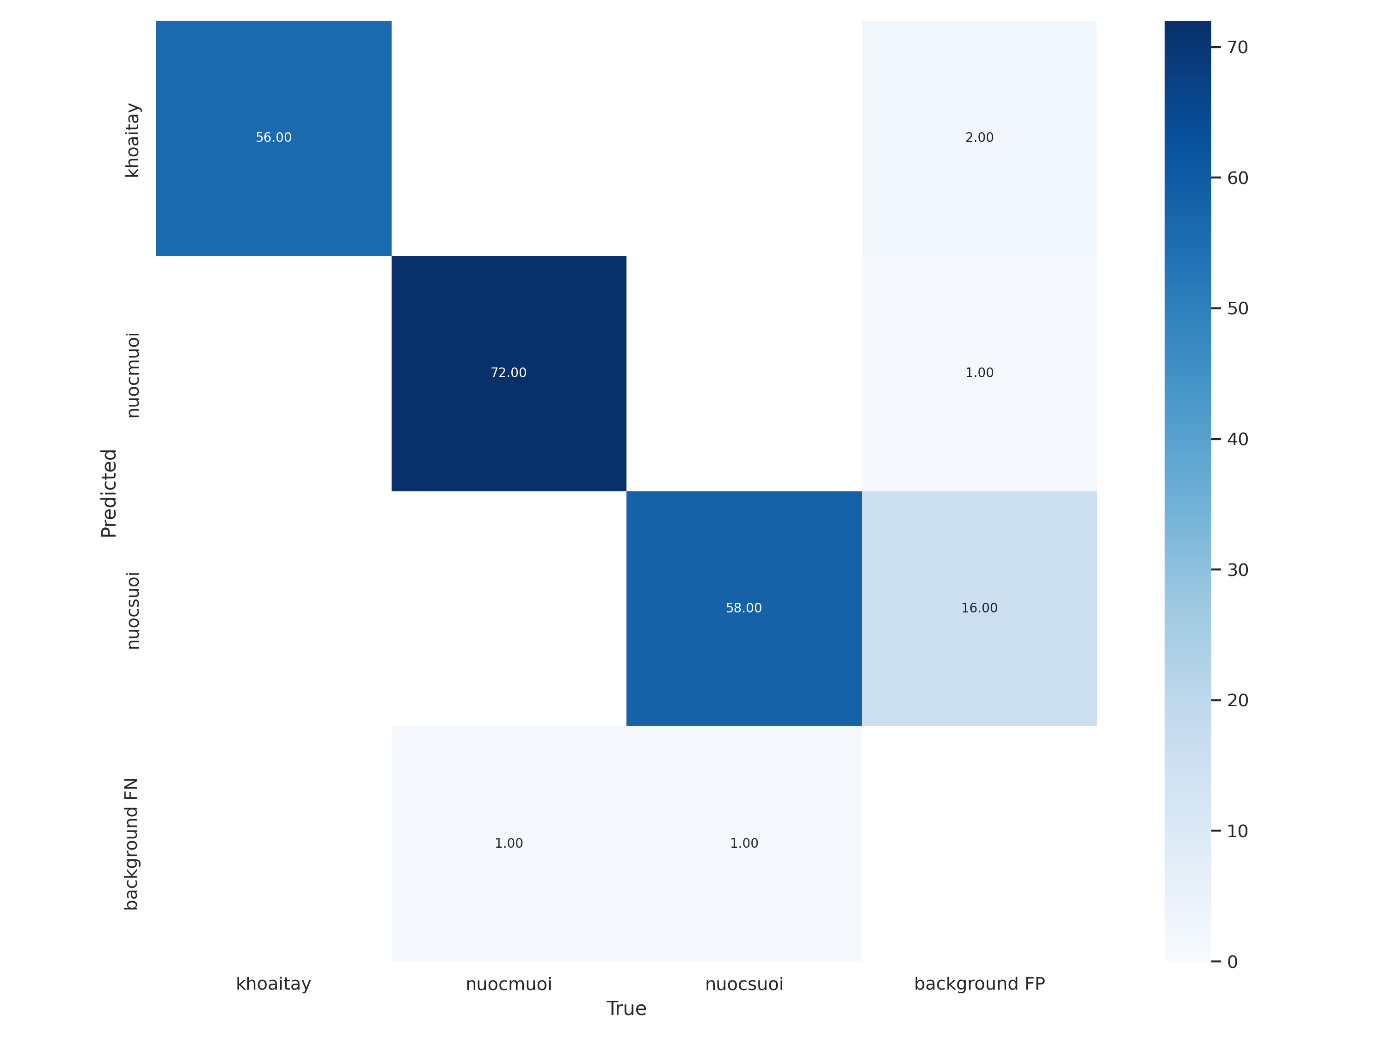 khoaitay
nuocmuoi
nuocsuoi
background FN
Predicted
56.00
2.00
72.00
1.00
58.00
16.00
1.00
1.00
khoaitay
nuocmuoi
nuocsuoi
background FP
True
70
60
50
40
30
20
10
0